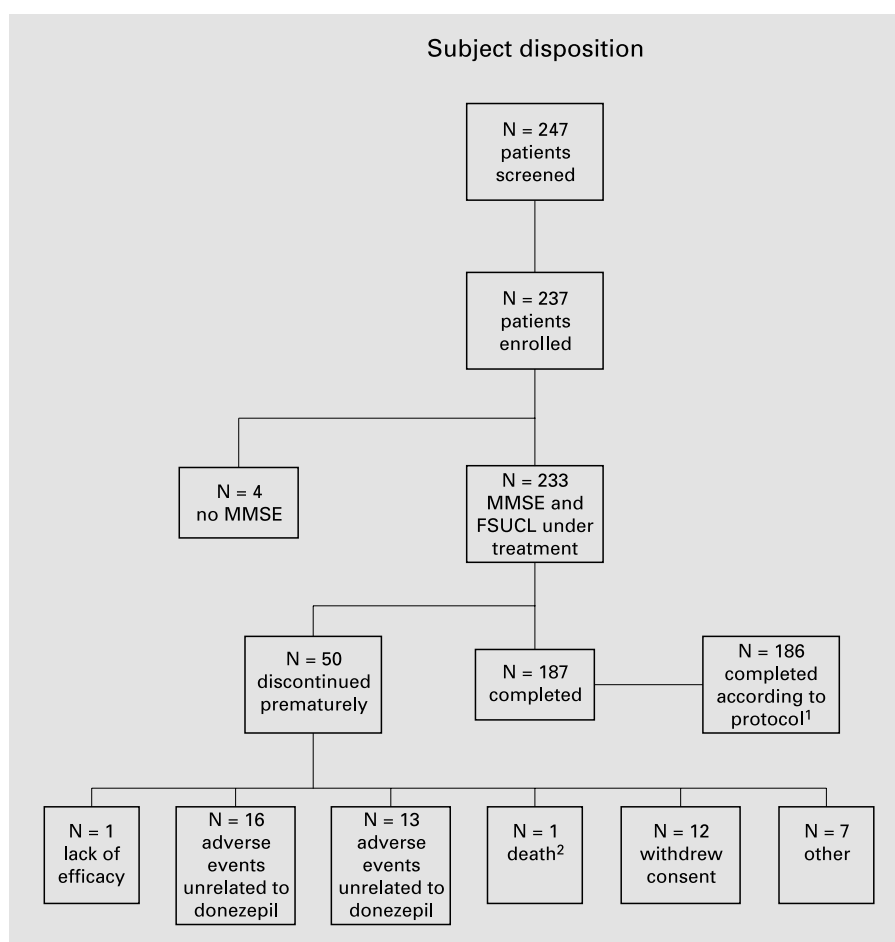 Subject disposition
N = 247
patients
screened
N = 237
patients
enrolled
N = 4
no MMSE
N = 233
MMSE and
FSUCL under
treatment
N = 50
discontinued
prematurely
N = 187
completed
N = 186
completed
according to
protocol1
N = 1
lack of
efficacy
N = 16
adverse
events
unrelated to
donezepil
N = 13
adverse
events
unrelated to
donezepil
N = 1
death2
N = 12
withdrew
consent
N = 7
other